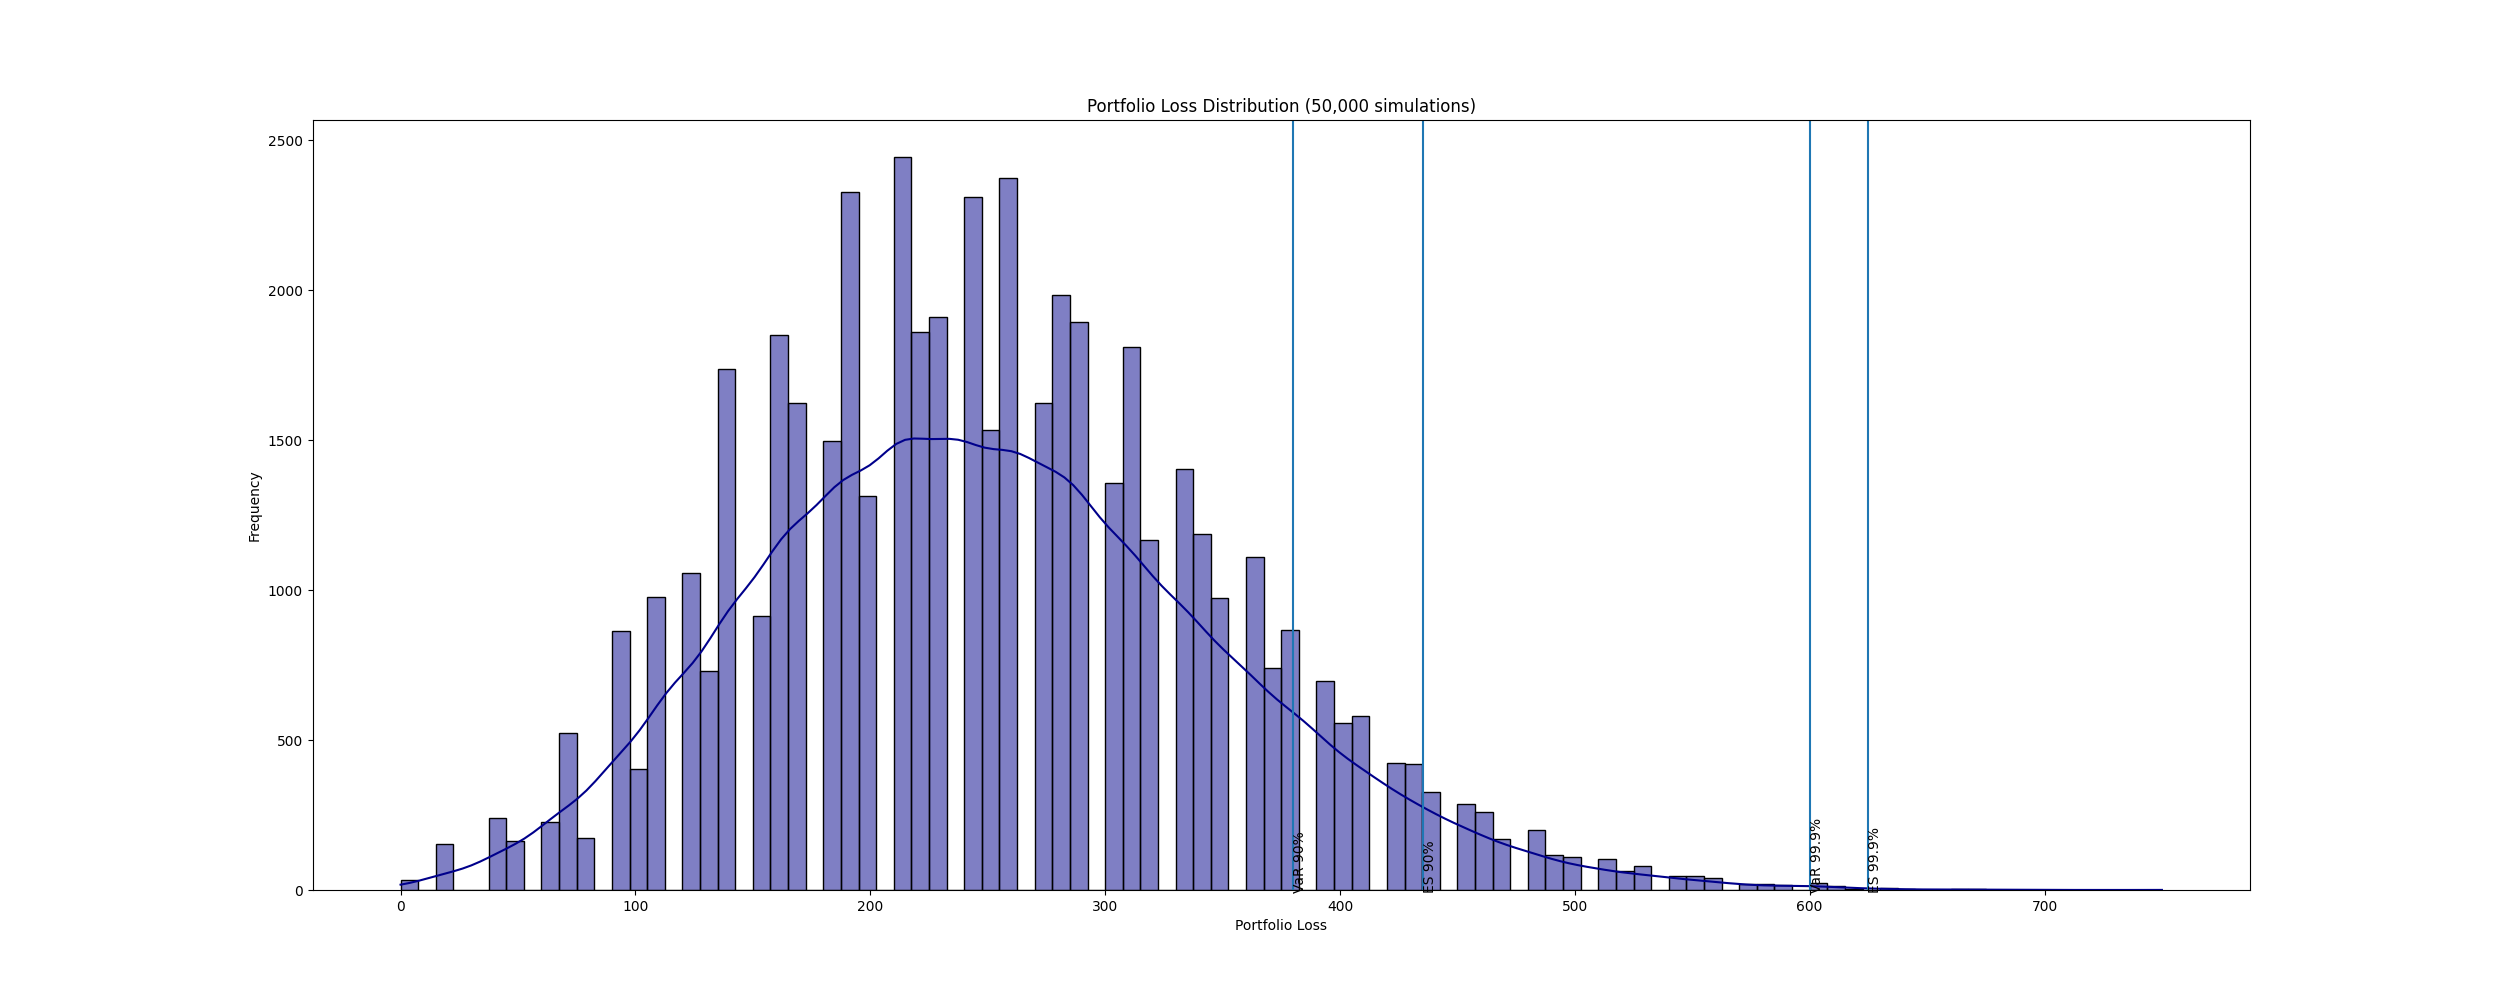 Portfolio Loss Distribution (50,000 simulations)
2500
2000
1500
1000
500
0
Frequency
VaR 90%
ES 90%
VaR 99.9%
ES 99.9%
0 100 200 300 400 500 600 700
Portfolio Loss